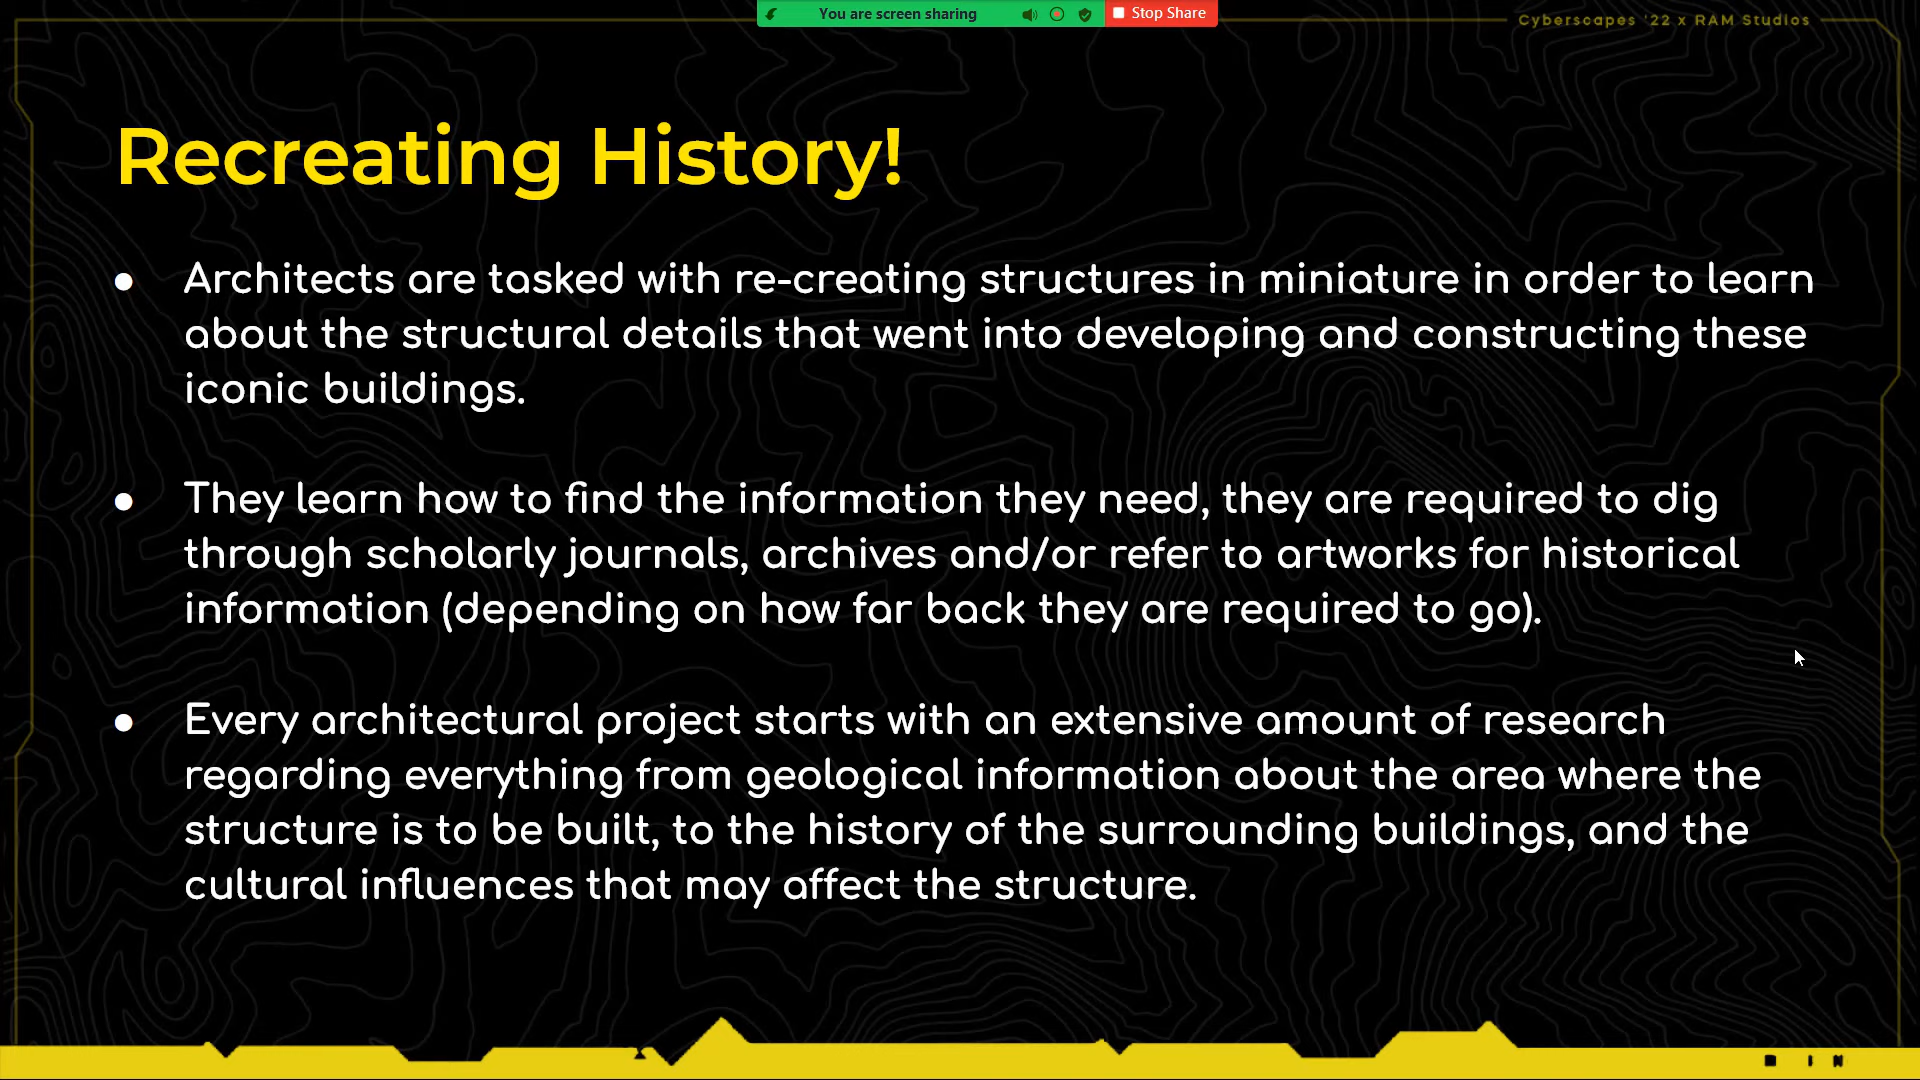 You are screen sharing
Stop Share
Cyberscapes '22 x RAM Studios
Recreating History!
● Architects are tasked with re-creating structures in miniature in order to learn
about the structural details that went into developing and constructing these
iconic buildings.
● They learn how to find the information they need, they are required to dig
through scholarly journals, archives and/or refer to artworks for historical
information (depending on how far back they are required to go).
● Every architectural project starts with an extensive amount of research
regarding everything from geological information about the area where the
structure is to be built, to the history of the surrounding buildings, and the
cultural influences that may affect the structure.